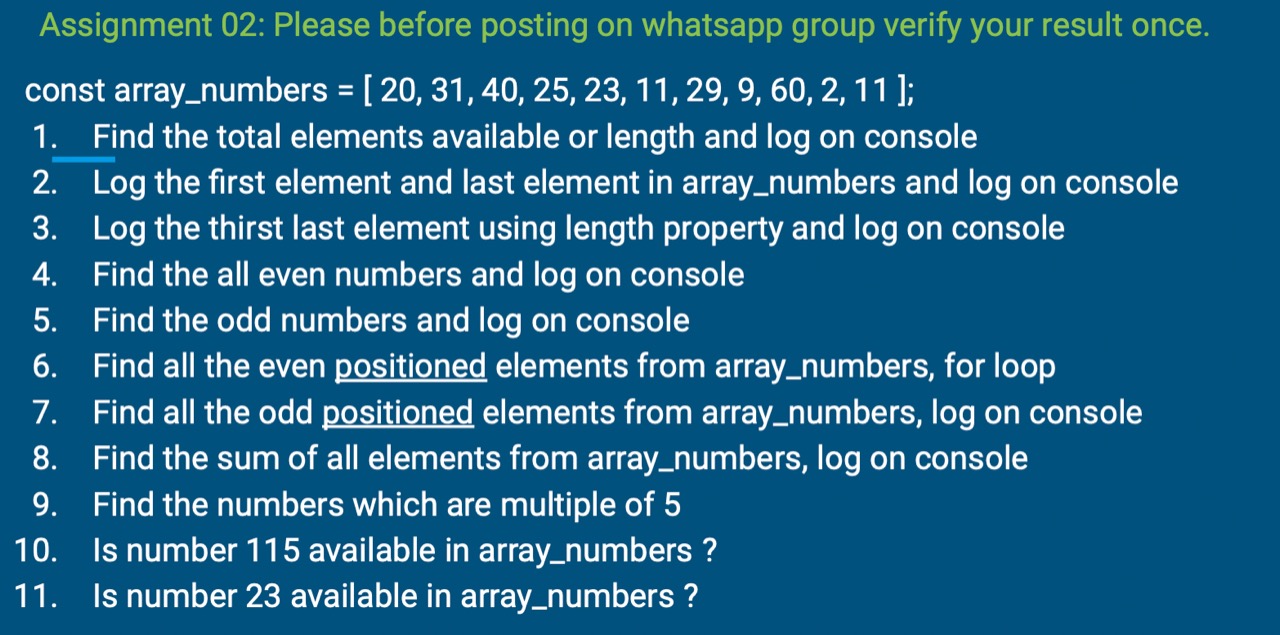 Assignment 02: Please before posting on whatsapp group verify your result once.
const array_numbers = [ 20, 31, 40, 25, 23, 11, 29, 9, 60, 2, 11 ];
1. Find the total elements available or length and log on console
2. Log the first element and last element in array_numbers and log on console
3. Log the thirst last element using length property and log on console
4. Find the all even numbers and log on console
5. Find the odd numbers and log on console
6. Find all the even positioned elements from array_numbers, for loop
7. Find all the odd positioned elements from array_numbers, log on console
8. Find the sum of all elements from array_numbers, log on console
9. Find the numbers which are multiple of 5
10. Is number 115 available in array_numbers ?
11. Is number 23 available in array_numbers ?